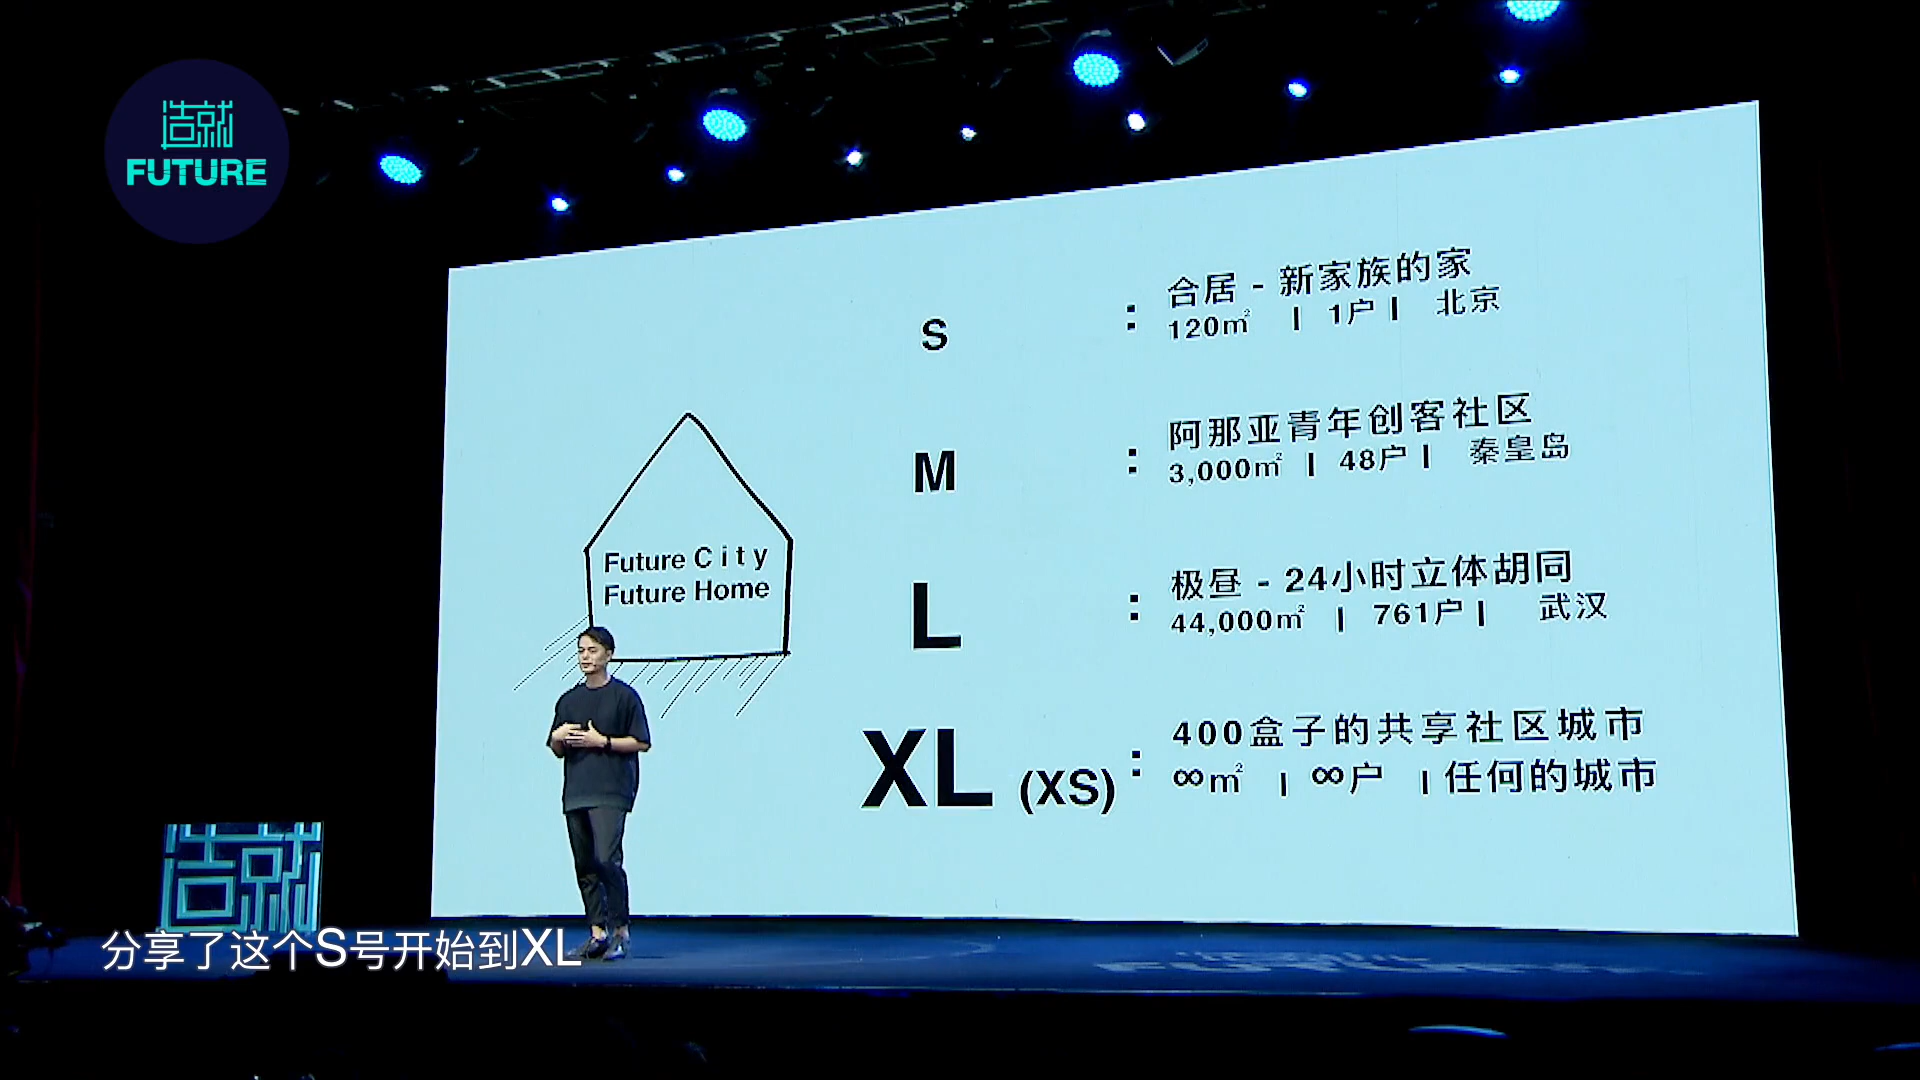 造就
FUTURE
S
:
合居 - 新家族的家
120㎡ | 1户 | 北京
M
:
阿那亚青年创客社区
3,000㎡ | 48户 | 秦皇岛
Future City
Future Home
L
:
极昼 - 24小时立体胡同
44,000㎡ | 761户 | 武汉
XL (XS) :
400盒子的共享社区城市
∞㎡ | ∞户 | 任何的城市
造就
分享了这个S号开始到XL